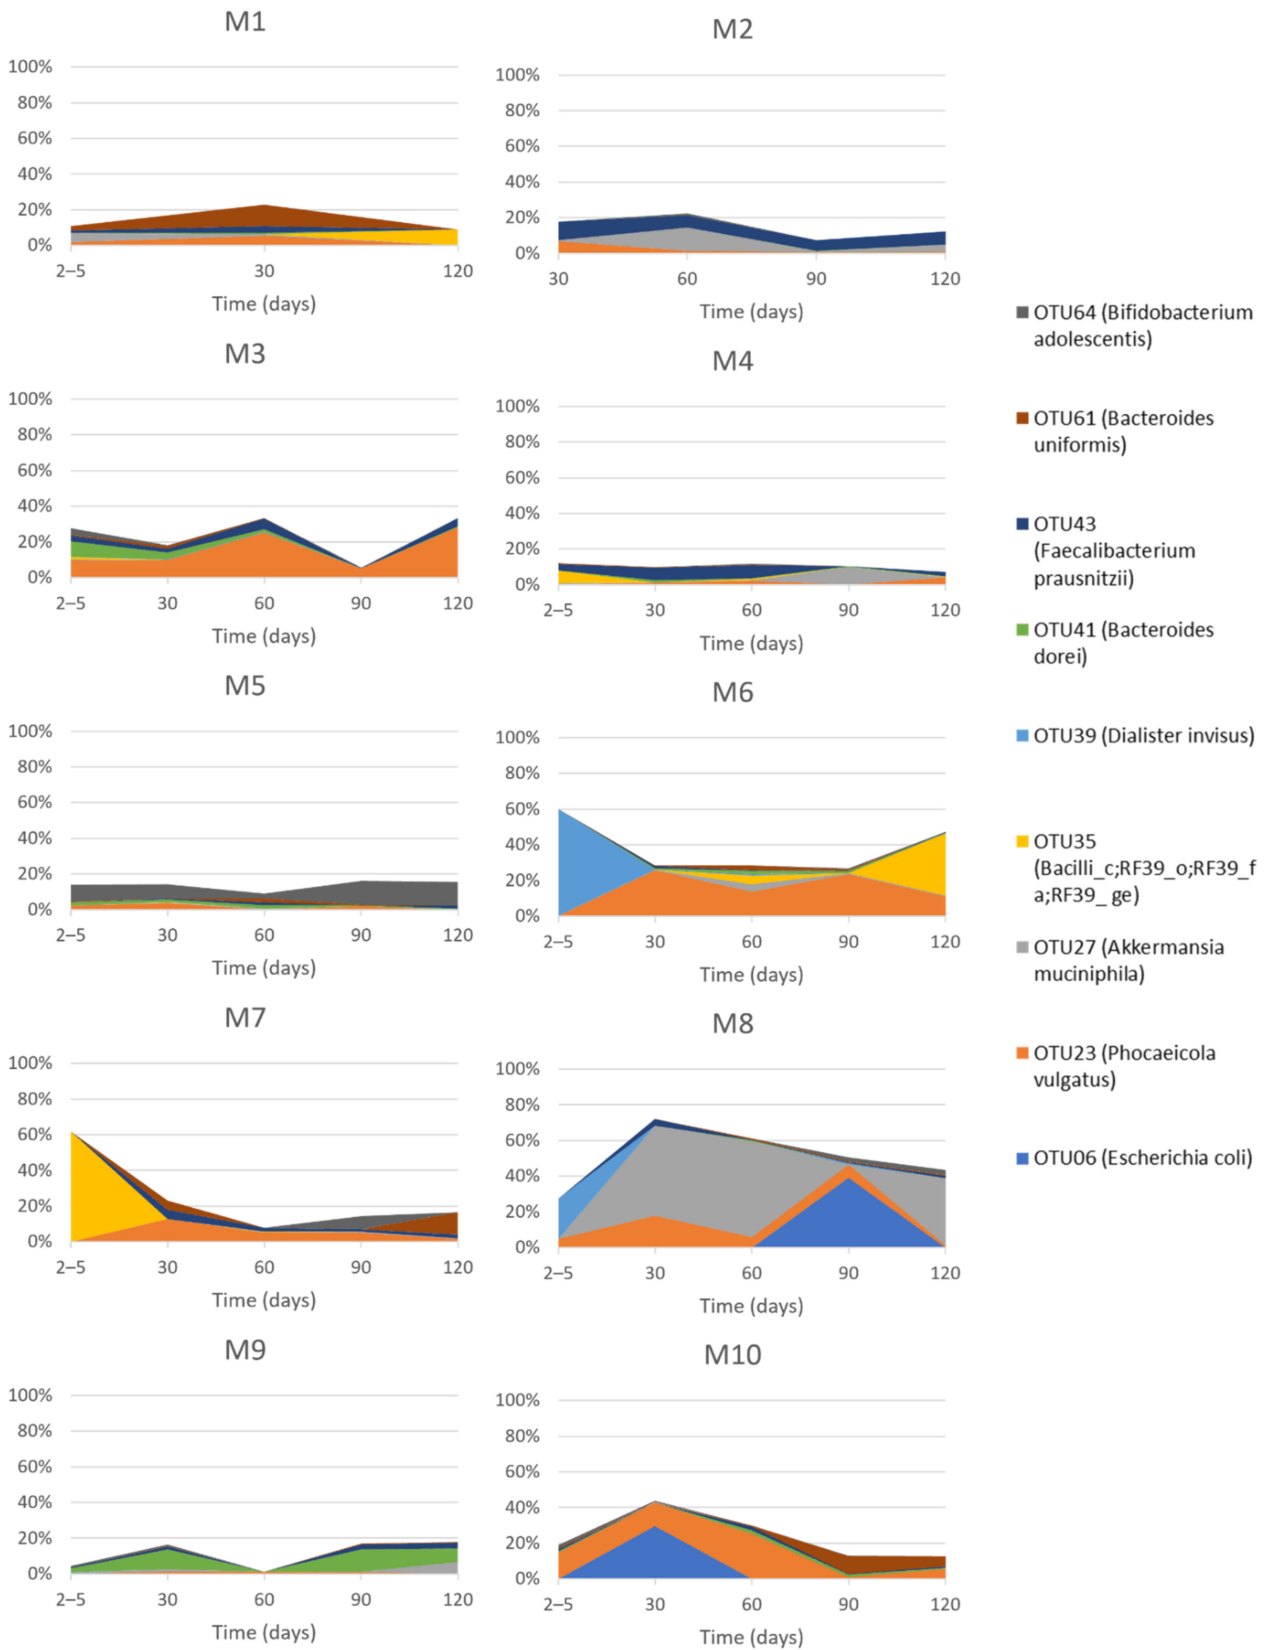 M1
100%
80%
60%
40%
20%
0%
2–5 30 120
Time (days)
M2
100%
80%
60%
40%
20%
0%
30 60 90 120
Time (days)
M3
100%
80%
60%
40%
20%
0%
2–5 30 60 90 120
Time (days)
M4
100%
80%
60%
40%
20%
0%
2–5 30 60 90 120
Time (days)
M5
100%
80%
60%
40%
20%
0%
2–5 30 60 90 120
Time (days)
M6
100%
80%
60%
40%
20%
0%
2–5 30 60 90 120
Time (days)
M7
100%
80%
60%
40%
20%
0%
2–5 30 60 90 120
Time (days)
M8
100%
80%
60%
40%
20%
0%
2–5 30 60 90 120
Time (days)
M9
100%
80%
60%
40%
20%
0%
2–5 30 60 90 120
Time (days)
M10
100%
80%
60%
40%
20%
0%
2–5 30 60 90 120
Time (days)
OTU64 (Bifidobacterium
adolescentis)
OTU61 (Bacteroides
uniformis)
OTU43
(Faecalibacterium
prausnitzii)
OTU41 (Bacteroides
dorei)
OTU39 (Dialister invisus)
OTU35
(Bacilli_c;RF39_o;RF39_f
a;RF39_ ge)
OTU27 (Akkermansia
muciniphila)
OTU23 (Phocaeicola
vulgatus)
OTU06 (Escherichia coli)